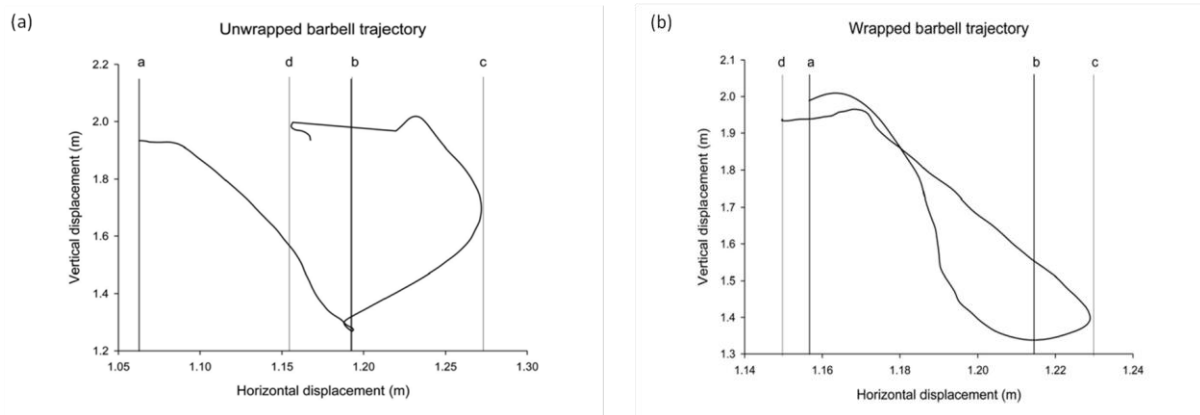 (a)
Unwrapped barbell trajectory
a d b c
2.2
2.0
1.8
1.6
1.4
1.2
Vertical displacement (m)
1.05 1.10 1.15 1.20 1.25 1.30
Horizontal displacement (m)
(b)
Wrapped barbell trajectory
d a b c
2.1
2.0
1.9
1.8
1.7
1.6
1.5
1.4
1.3
Vertical displacement (m)
1.14 1.16 1.18 1.20 1.22 1.24
Horizontal displacement (m)